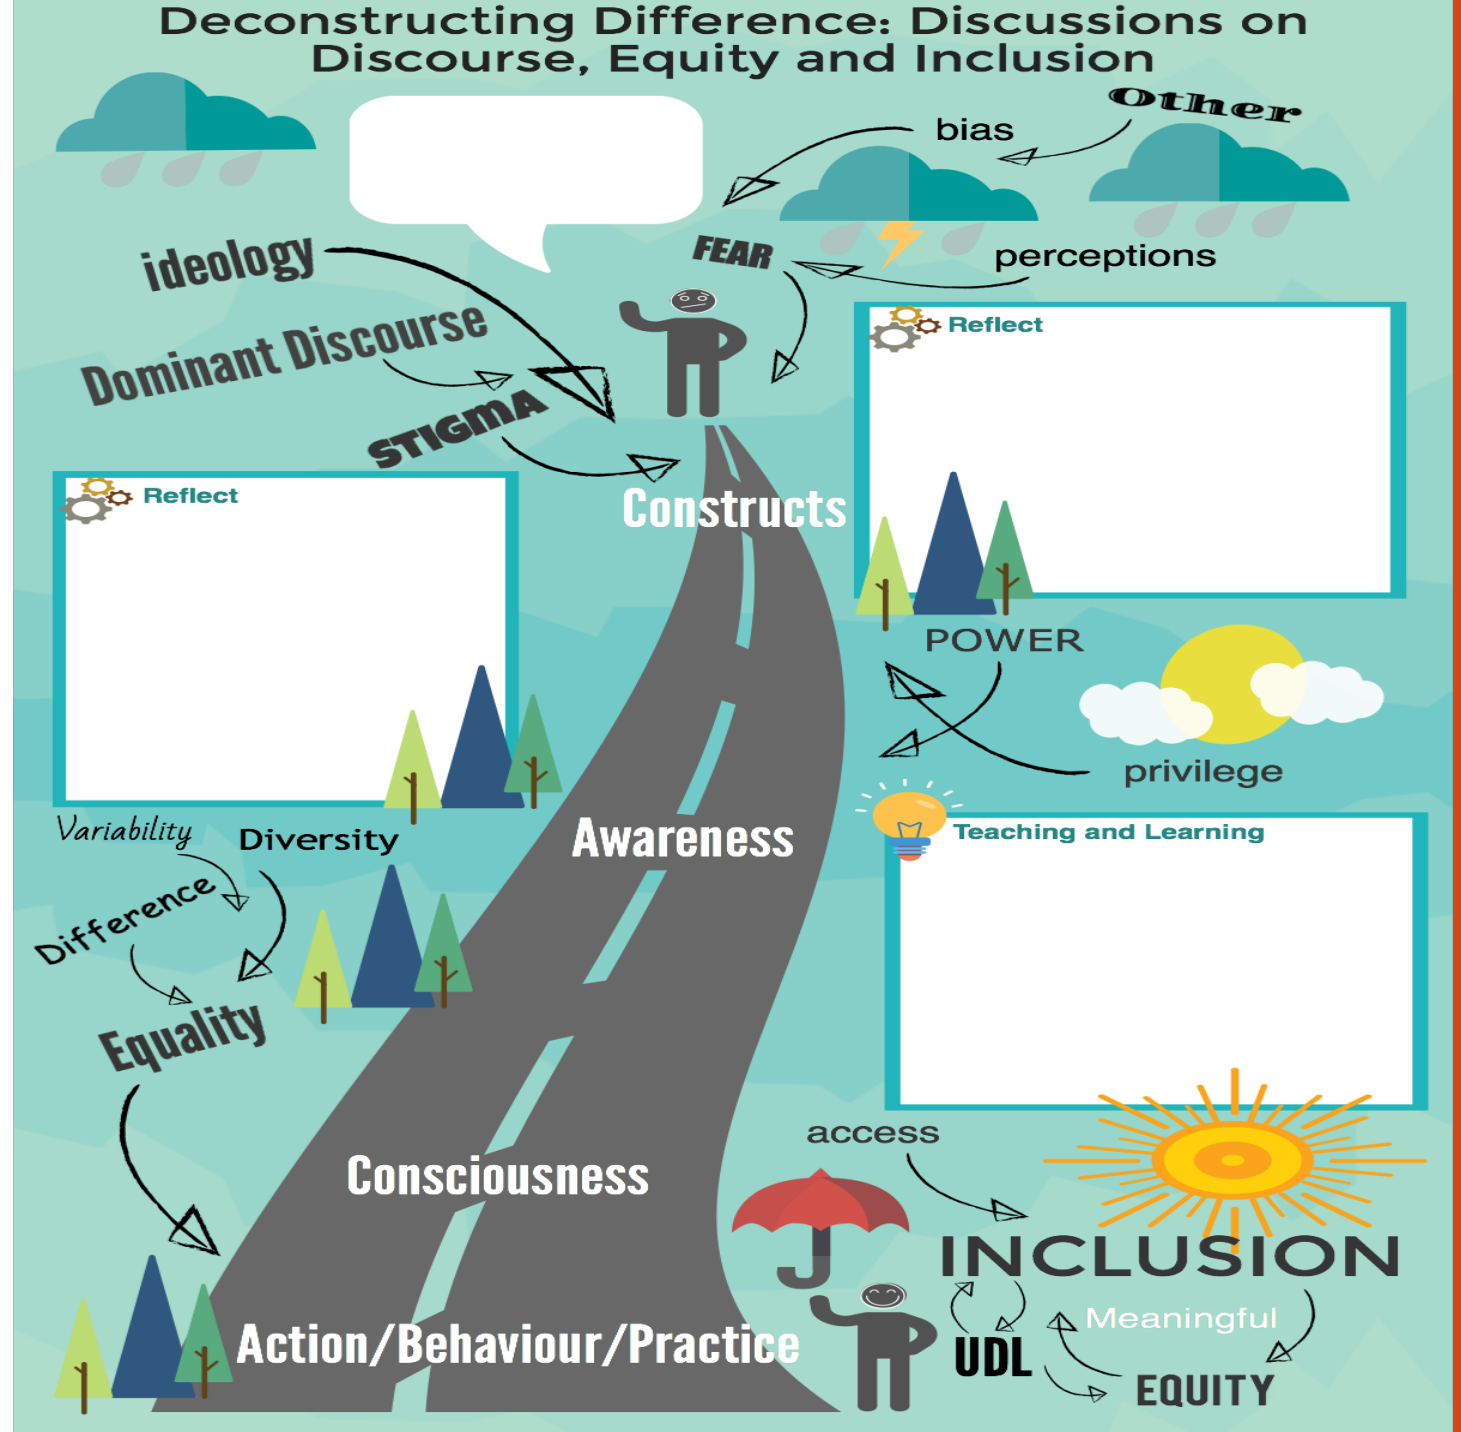 Deconstructing Difference: Discussions on
Discourse, Equity and Inclusion
Other
bias
FEAR
perceptions
ideology
Dominant Discourse
STIGMA
Reflect
Constructs
Reflect
POWER
privilege
Variability
Diversity
Awareness
Teaching and Learning
Difference
Equality
access
Consciousness
INCLUSION
Meaningful
Action/Behaviour/Practice
UDL
EQUITY